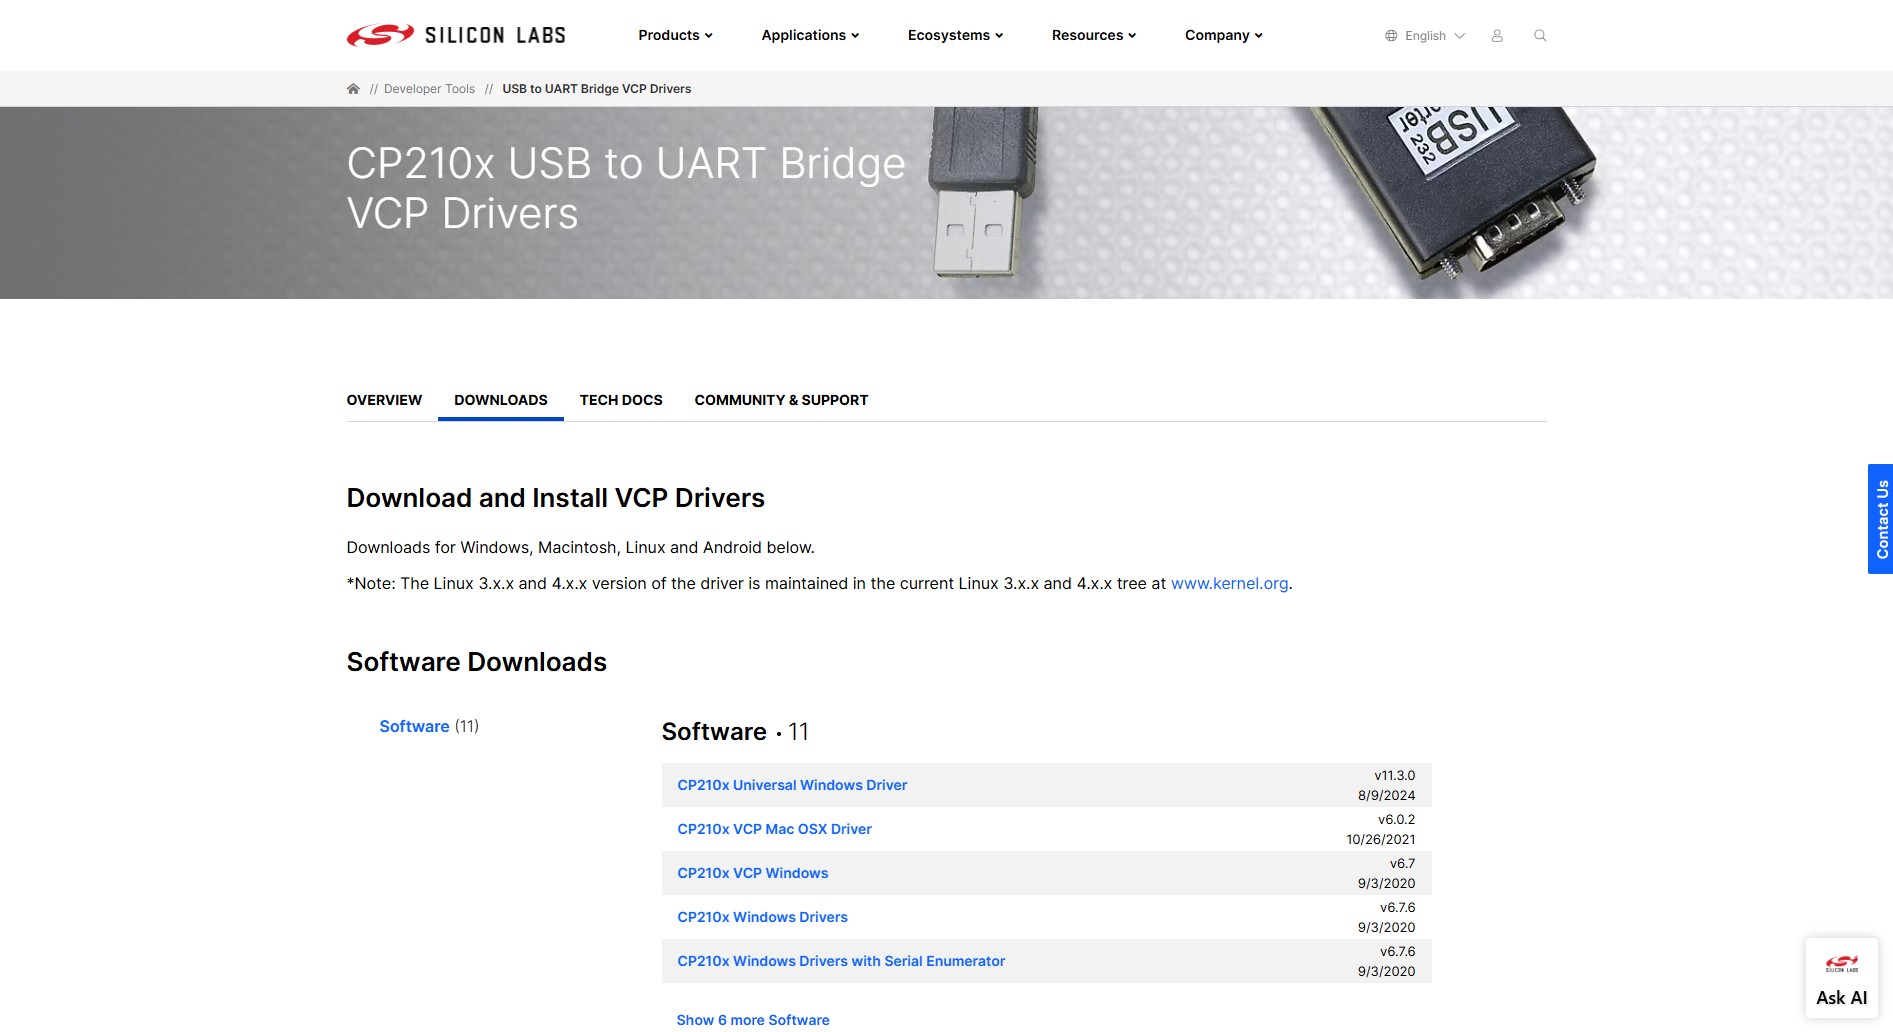 SILICON LABS
Products
Applications
Ecosystems
Resources
Company
English
// Developer Tools // USB to UART Bridge VCP Drivers
CP210x USB to UART Bridge
VCP Drivers
USB
232
OVERVIEW
DOWNLOADS
TECH DOCS
COMMUNITY & SUPPORT
Download and Install VCP Drivers
Downloads for Windows, Macintosh, Linux and Android below.
*Note: The Linux 3.x.x and 4.x.x version of the driver is maintained in the current Linux 3.x.x and 4.x.x tree at www.kernel.org.
Contact Us
Software Downloads
Software (11)
Software • 11
CP210x Universal Windows Driver
v11.3.0
8/9/2024
CP210x VCP Mac OSX Driver
v6.0.2
10/26/2021
CP210x VCP Windows
v6.7
9/3/2020
CP210x Windows Drivers
v6.7.6
9/3/2020
CP210x Windows Drivers with Serial Enumerator
v6.7.6
9/3/2020
Show 6 more Software
SILICON LABS
Ask AI